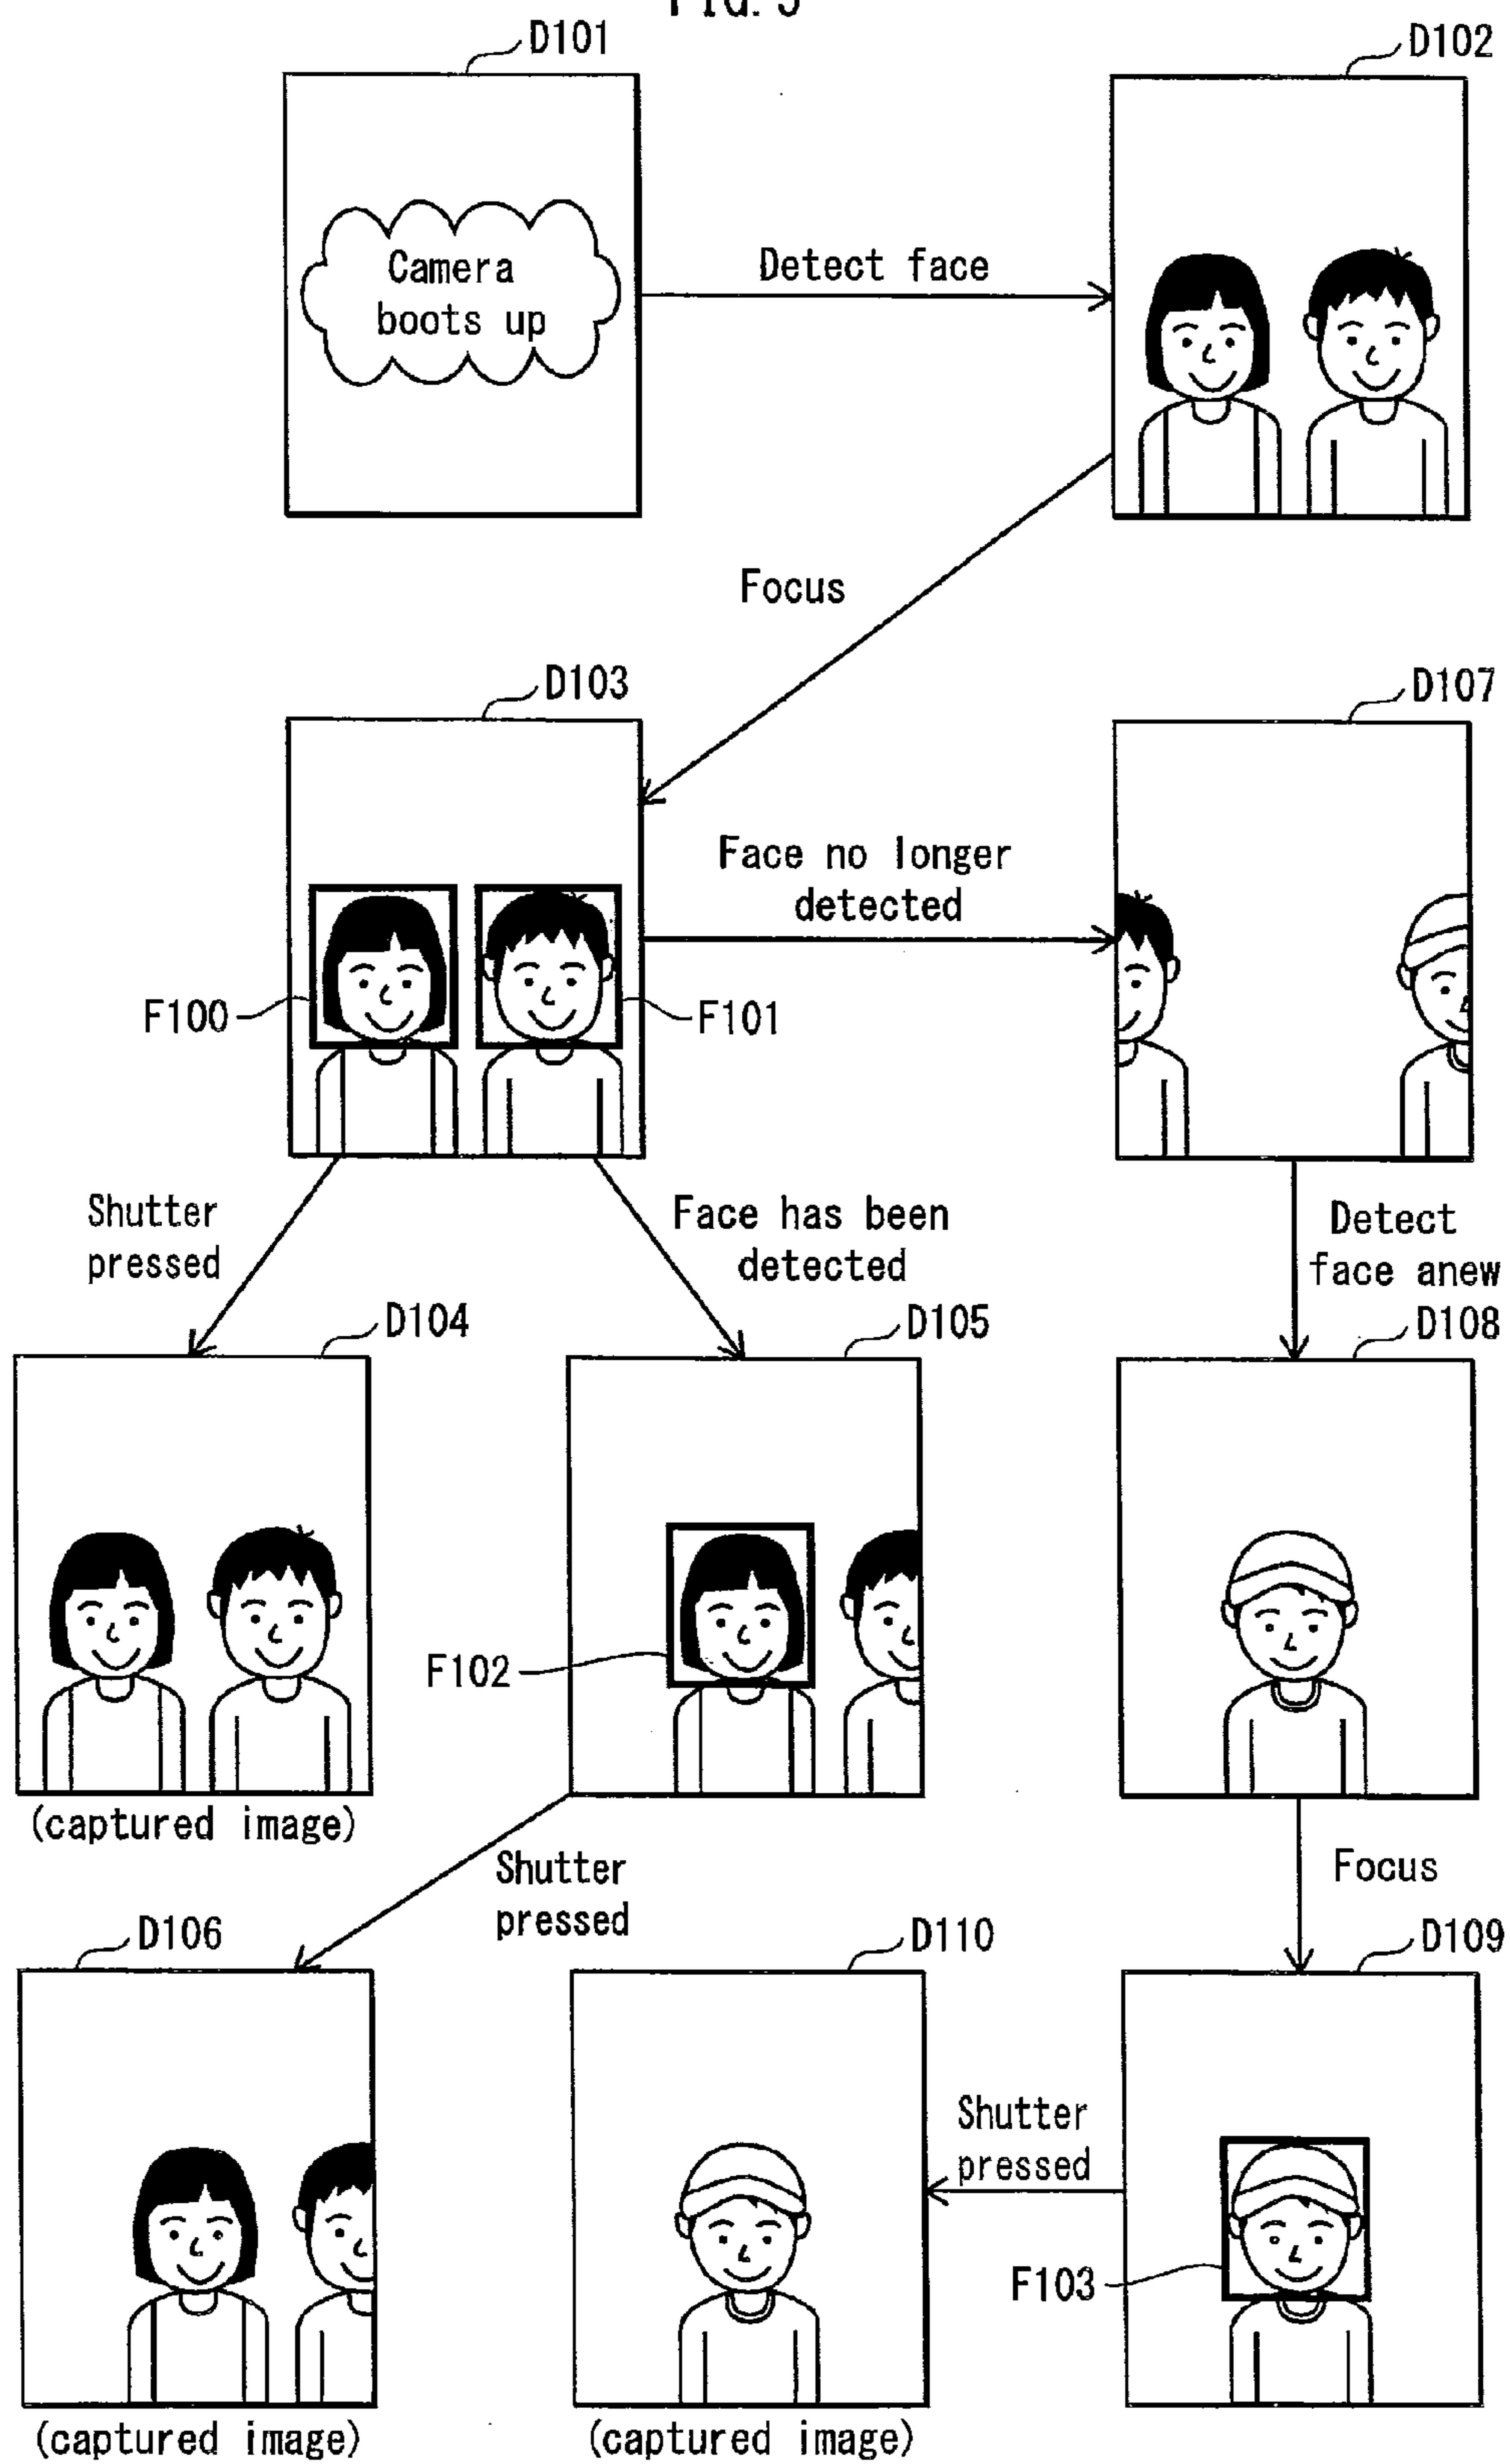 FIG. 5
D101
D102
Camera
boots up
Detect face
Focus
D103
D107
Face no longer
detected
F100
F101
Shutter
pressed
Face has been
detected
Detect
face anew
D104
D105
D108
F102
(captured image)
Shutter
pressed
Focus
D106
D110
D109
Shutter
pressed
F103
(captured image)
(captured image)